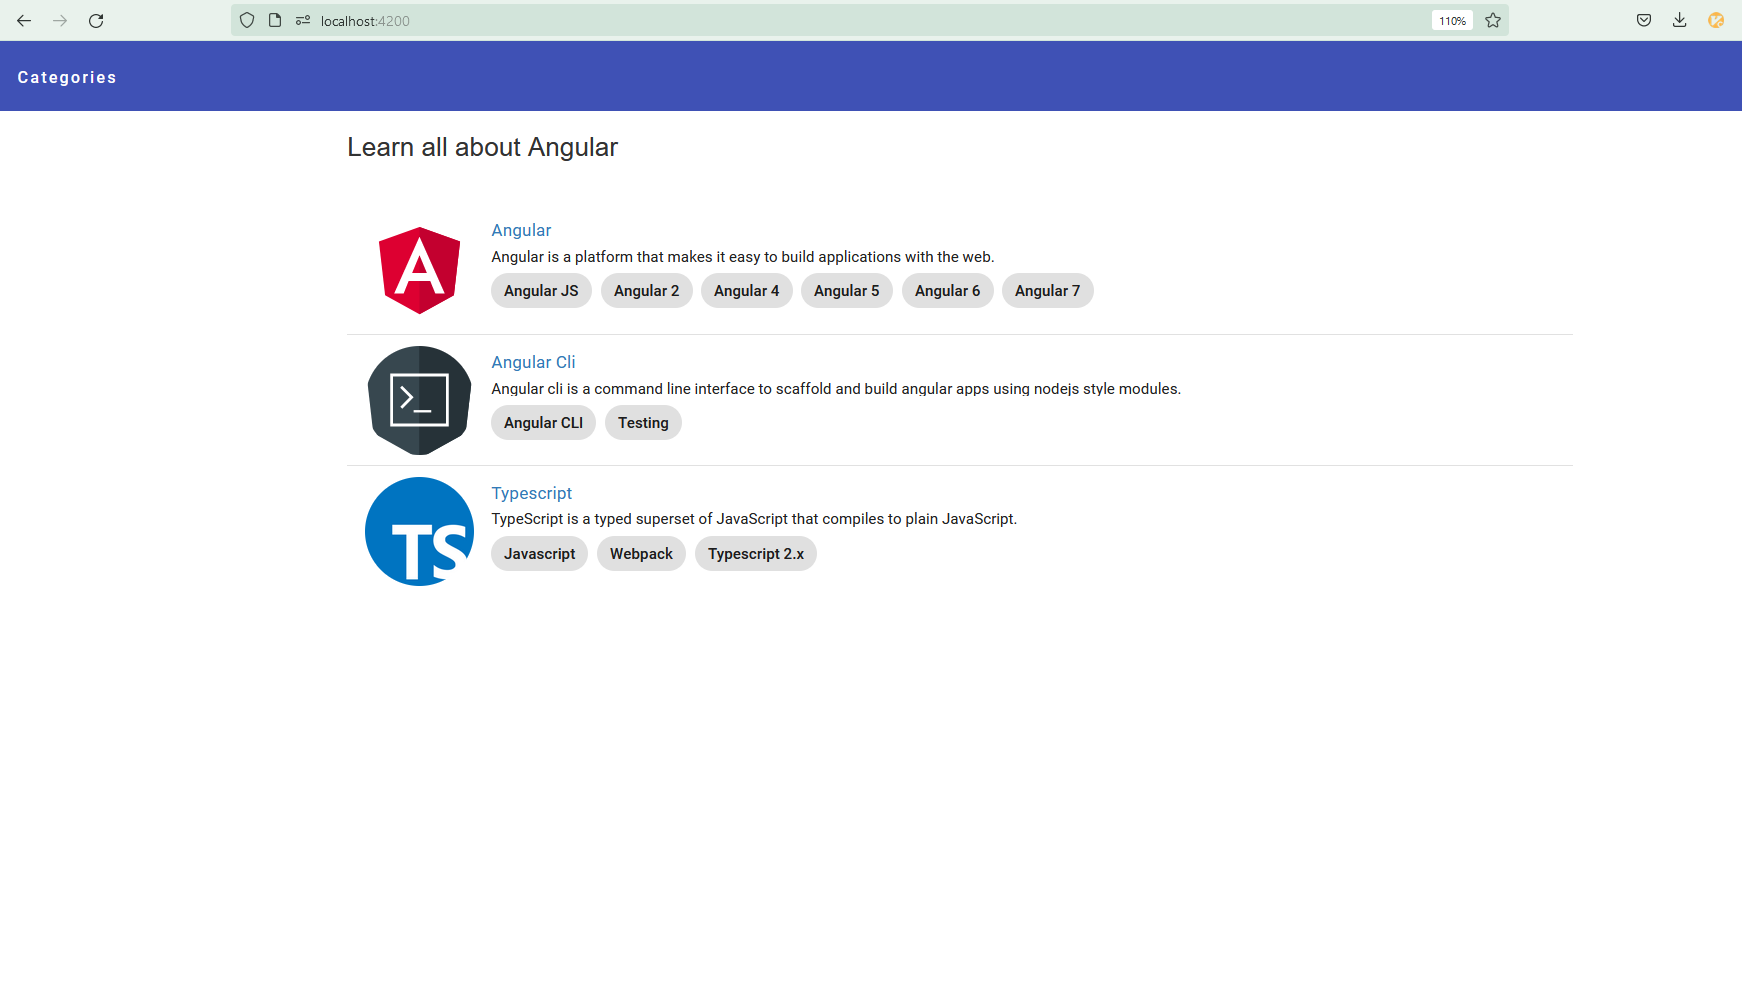 localhost:4200 110%
Categories
Learn all about Angular
Angular
Angular is a platform that makes it easy to build applications with the web.
Angular JS Angular 2 Angular 4 Angular 5 Angular 6 Angular 7
Angular Cli
Angular cli is a command line interface to scaffold and build angular apps using nodejs style modules.
Angular CLI Testing
TS
Typescript
TypeScript is a typed superset of JavaScript that compiles to plain JavaScript.
Javascript Webpack Typescript 2.x